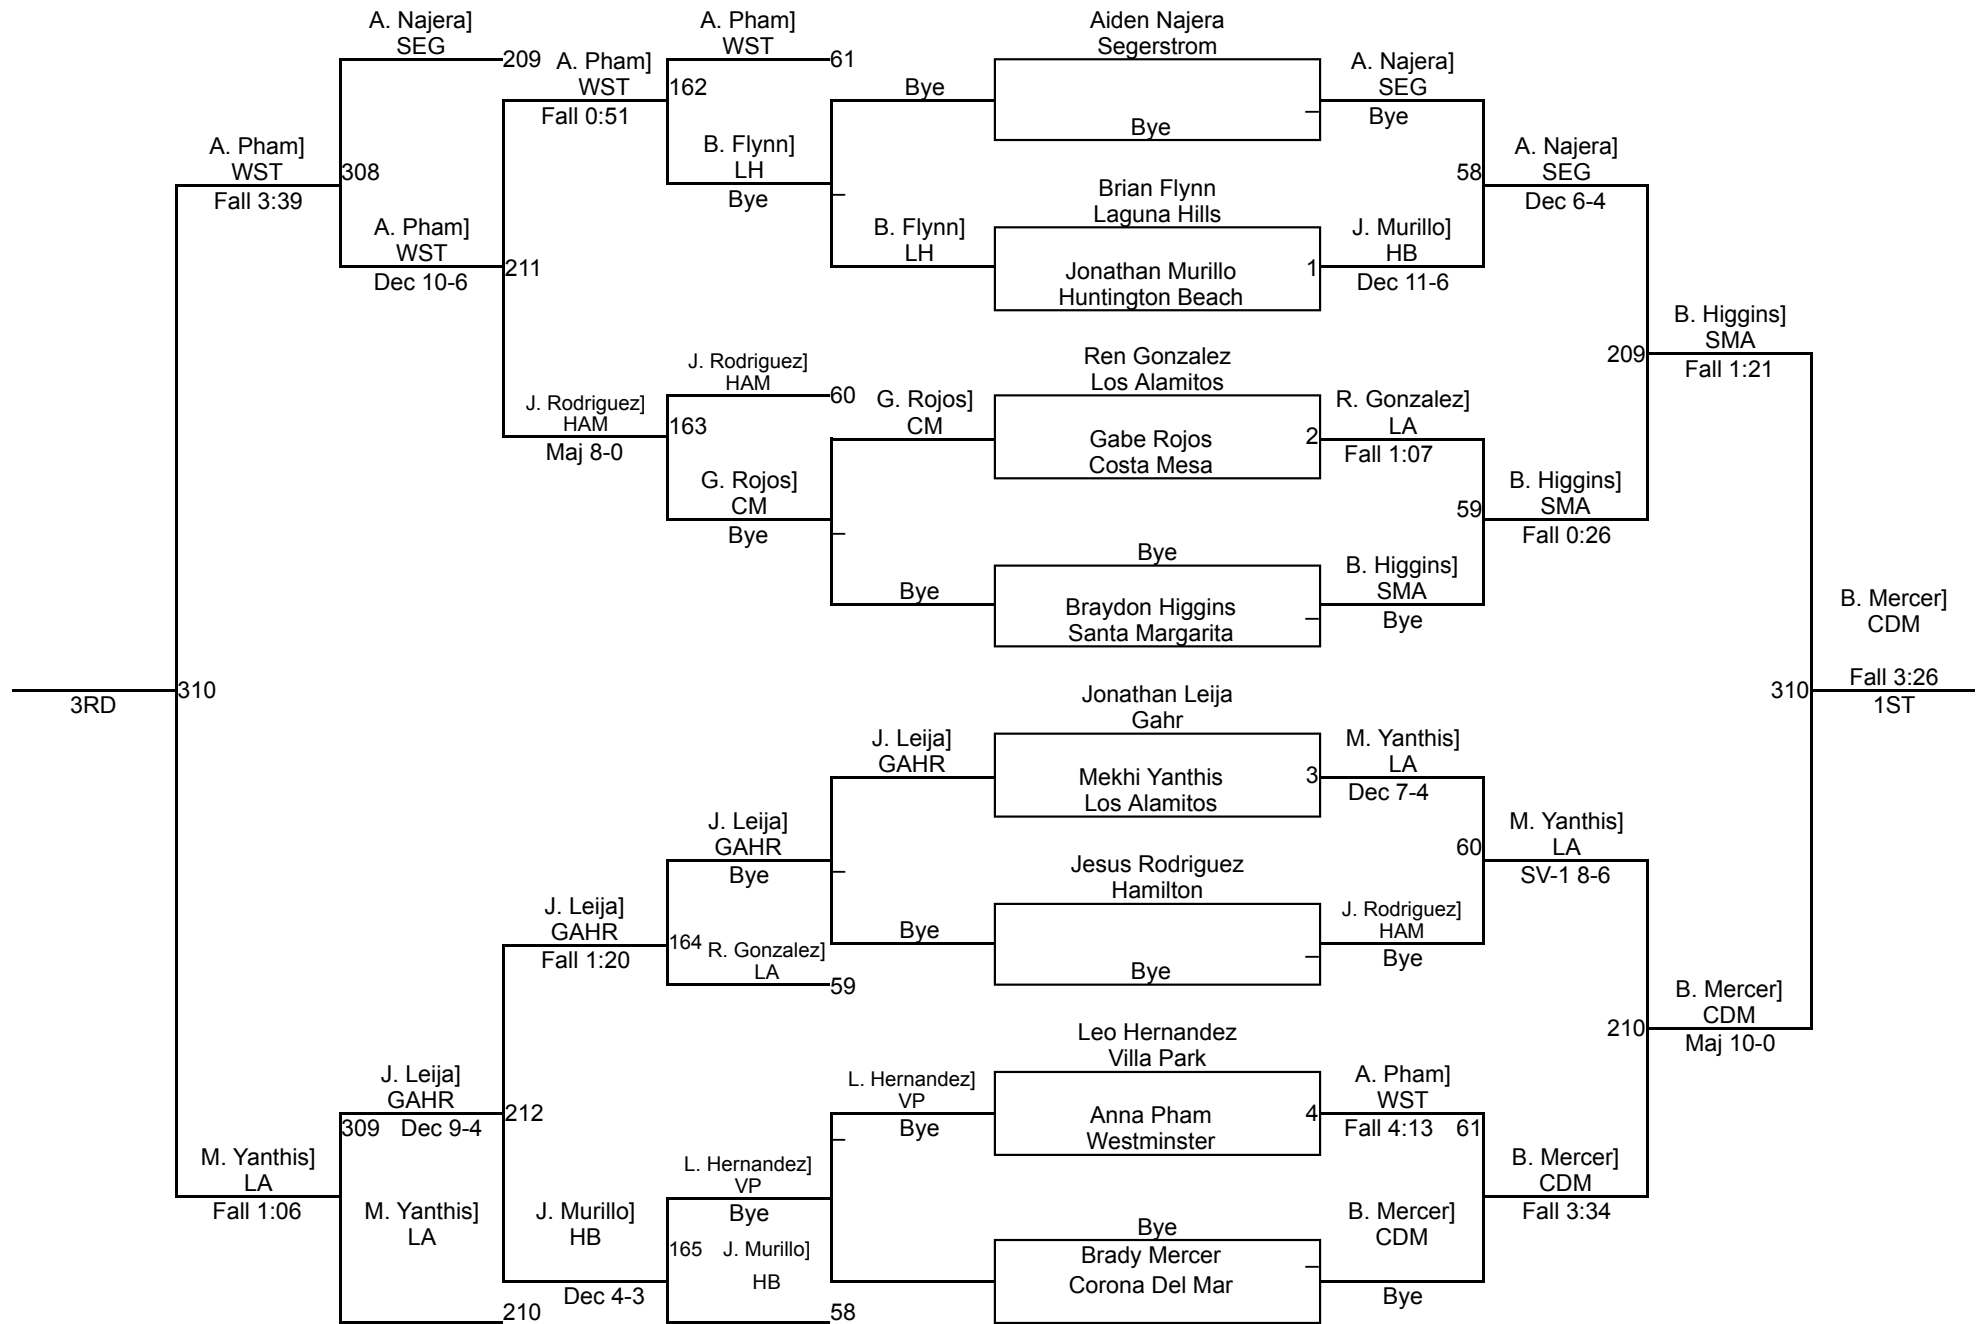 A. Najera]
SEG
209
A. Pham]
WST
Fall 0:51
A. Pham]
WST
61
162
B. Flynn]
LH
Bye
A. Pham]
WST
Fall 3:39
308
A. Pham]
WST
Dec 10-6
211
J. Rodriguez]
HAM
Maj 8-0
J. Rodriguez]
HAM
60
163
G. Rojos]
CM
Bye
3RD
310
J. Leija]
GAHR
Bye
J. Leija]
GAHR
Fall 1:20
164
R. Gonzalez]
LA
59
J. Leija]
GAHR
309
Dec 9-4
212
M. Yanthis]
LA
Fall 1:06
M. Yanthis]
LA
210
J. Murillo]
HB
Dec 4-3
L. Hernandez]
VP
Bye
165
J. Murillo]
HB
58
Bye
B. Flynn]
LH
G. Rojos]
CM
Bye
J. Leija]
GAHR
Bye
L. Hernandez]
VP
Bye
Aiden Najera
Segerstrom
Bye
Brian Flynn
Laguna Hills
Jonathan Murillo
Huntington Beach
1
Ren Gonzalez
Los Alamitos
Gabe Rojos
Costa Mesa
2
Bye
Braydon Higgins
Santa Margarita
Jonathan Leija
Gahr
Mekhi Yanthis
Los Alamitos
3
Jesus Rodriguez
Hamilton
Bye
Leo Hernandez
Villa Park
Anna Pham
Westminster
4
Bye
Brady Mercer
Corona Del Mar
A. Najera]
SEG
Bye
58
J. Murillo]
HB
Dec 11-6
R. Gonzalez]
LA
Fall 1:07
59
B. Higgins]
SMA
Bye
M. Yanthis]
LA
Dec 7-4
60
J. Rodriguez]
HAM
Bye
A. Pham]
WST
Fall 4:13
61
B. Mercer]
CDM
Bye
A. Najera]
SEG
Dec 6-4
209
B. Higgins]
SMA
Fall 0:26
M. Yanthis]
LA
SV-1 8-6
210
B. Mercer]
CDM
Fall 3:34
B. Higgins]
SMA
Fall 1:21
310
B. Mercer]
CDM
Maj 10-0
B. Mercer]
CDM
Fall 3:26
1ST